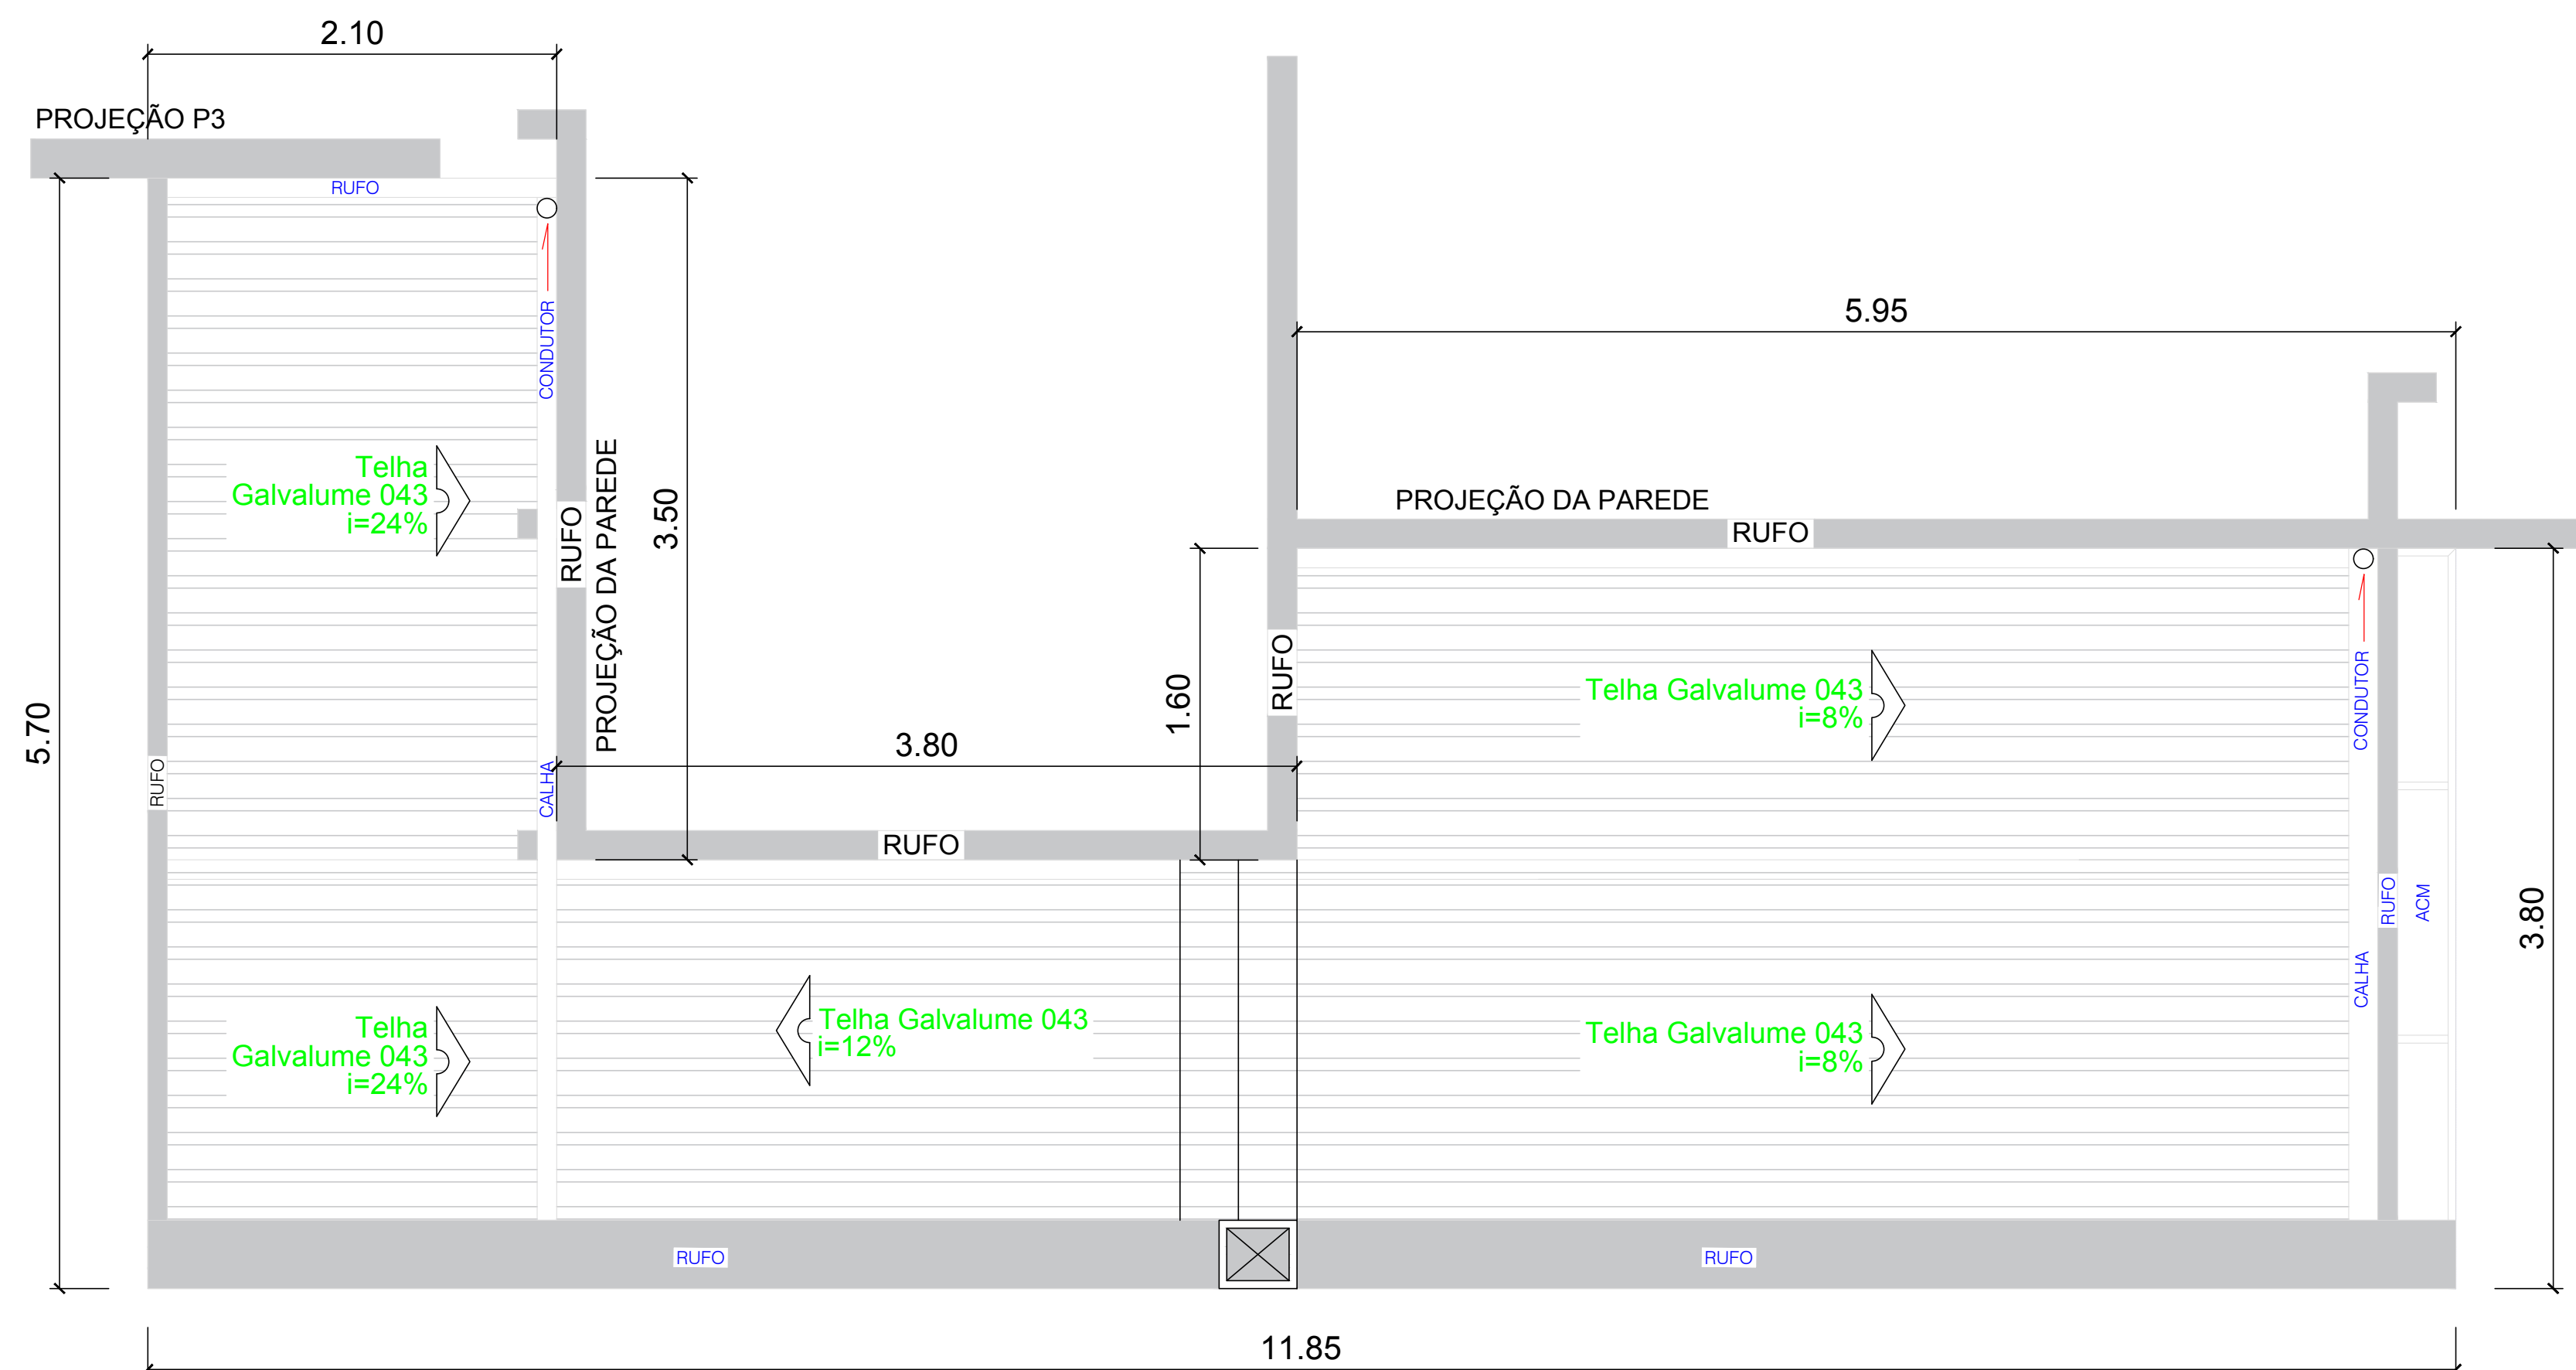 2.10
PROJEÇÃO P3
RUFO
CONDUTOR
5.95
Telha
Galvalume 043
i=24%
RUFO
PROJEÇÃO DA PAREDE
3.50
PROJEÇÃO DA PAREDE
RUFO
5.70
RUFO
CALHA
3.80
1.60
RUFO
Telha Galvalume 043
i=8%
CONDUTOR
RUFO
RUFO
ACM
3.80
CALHA
Telha
Galvalume 043
i=24%
Telha Galvalume 043
i=12%
Telha Galvalume 043
i=8%
RUFO
RUFO
11.85